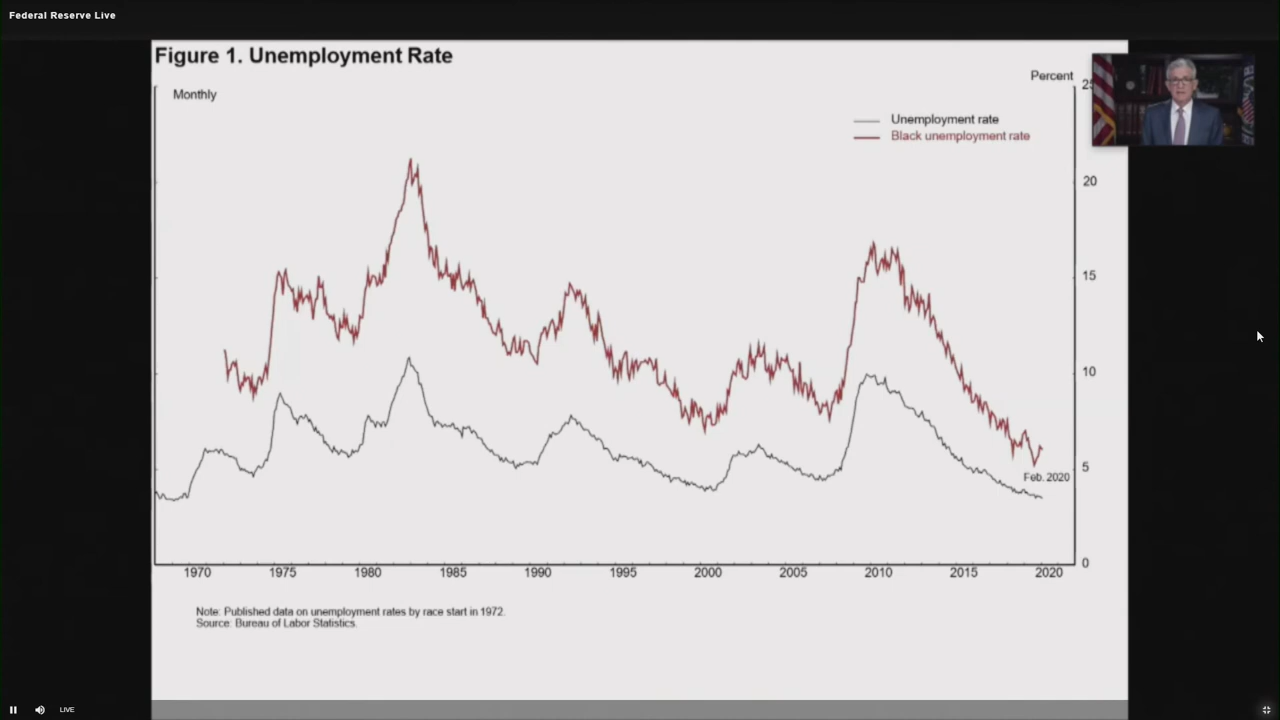 Federal Reserve Live
Figure 1. Unemployment Rate
Percent
Monthly
25
Unemployment rate
Black unemployment rate
20
15
10
5
Feb. 2020
0
1970 1975 1980 1985 1990 1995 2000 2005 2010 2015 2020
Note: Published data on unemployment rates by race start in 1972.
Source: Bureau of Labor Statistics.
LIVE